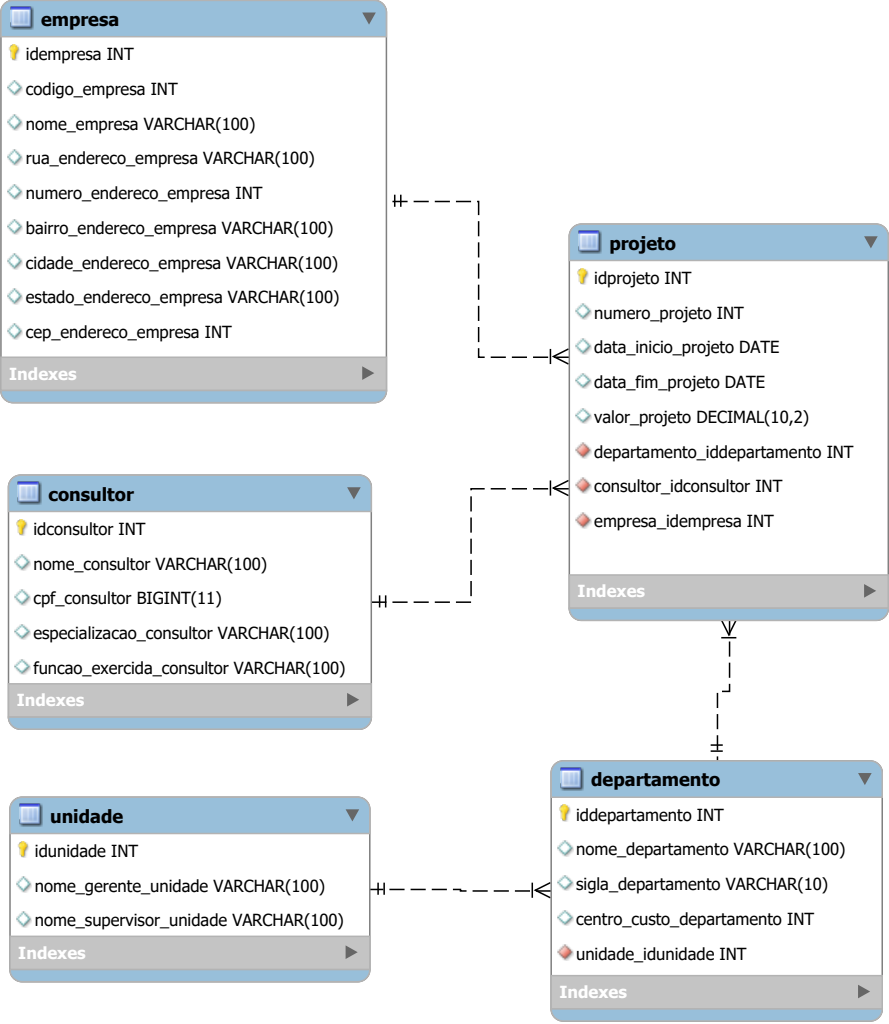 empresa
idempresa INT
codigo_empresa INT
nome_empresa VARCHAR(100)
rua_endereco_empresa VARCHAR(100)
numero_endereco_empresa INT
bairro_endereco_empresa VARCHAR(100)
cidade_endereco_empresa VARCHAR(100)
estado_endereco_empresa VARCHAR(100)
cep_endereco_empresa INT
Indexes
projeto
idprojeto INT
numero_projeto INT
data_inicio_projeto DATE
data_fim_projeto DATE
valor_projeto DECIMAL(10,2)
departamento_iddepartamento INT
consultor_idconsultor INT
empresa_idempresa INT
Indexes
consultor
idconsultor INT
nome_consultor VARCHAR(100)
cpf_consultor BIGINT(11)
especializacao_consultor VARCHAR(100)
funcao_exercida_consultor VARCHAR(100)
Indexes
unidade
idunidade INT
nome_gerente_unidade VARCHAR(100)
nome_supervisor_unidade VARCHAR(100)
Indexes
departamento
iddepartamento INT
nome_departamento VARCHAR(100)
sigla_departamento VARCHAR(10)
centro_custo_departamento INT
unidade_idunidade INT
Indexes